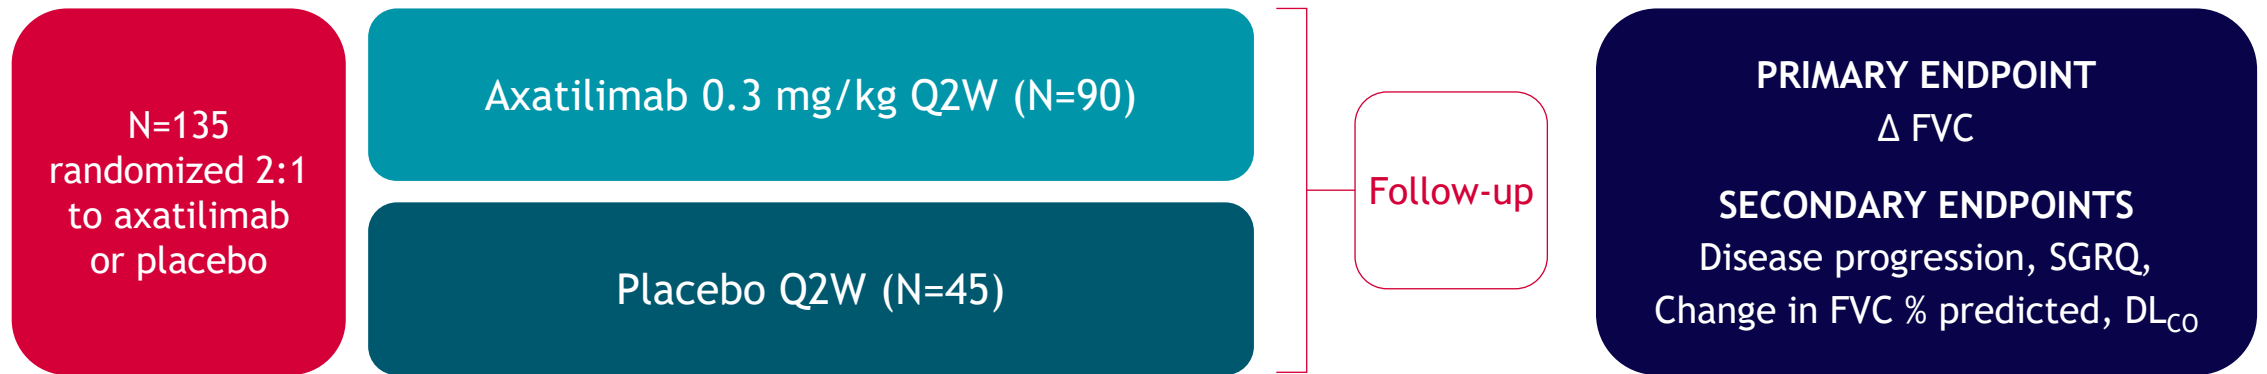 N=135
randomized 2:1
to axatilimab
or placebo
Axatilimab 0.3 mg/kg Q2W (N=90)
Placebo Q2W (N=45)
Follow-up
PRIMARY ENDPOINT
Δ FVC
SECONDARY ENDPOINTS
Disease progression, SGRQ,
Change in FVC % predicted, DLCO